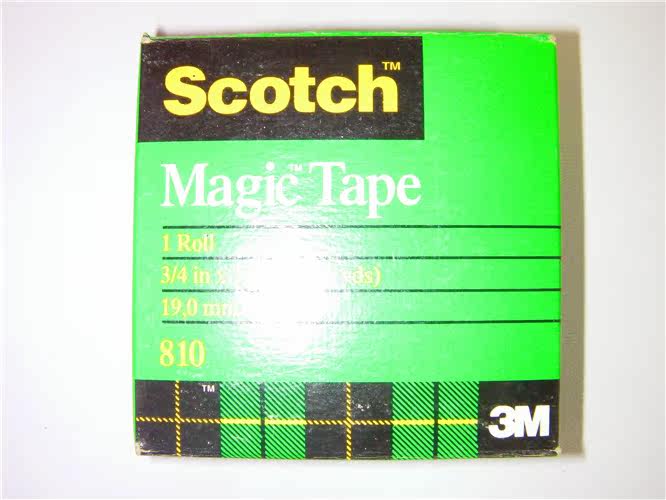 Scotch™
Magic™ Tape
1 Roll
3/4 in
19,0 mm
810
™
3M